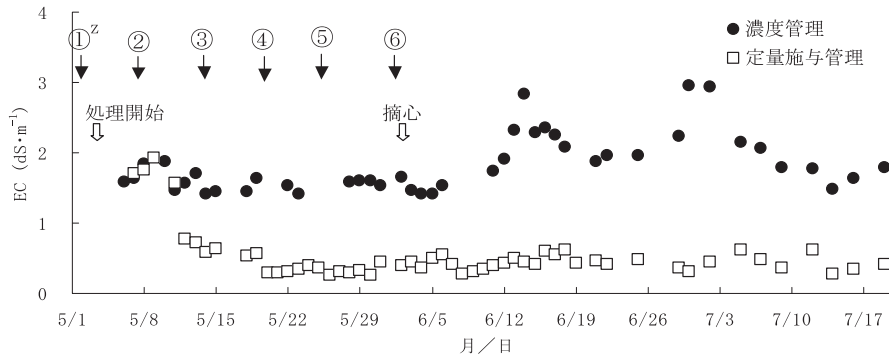 4
3
2
1
0
EC (dS・m⁻¹)
① z
②
③
④
⑤
⑥
処理開始
摘心
● 濃度管理
□ 定量施与管理
5/1 5/8 5/15 5/22 5/29 6/5 6/12 6/19 6/26 7/3 7/10 7/17
月／日